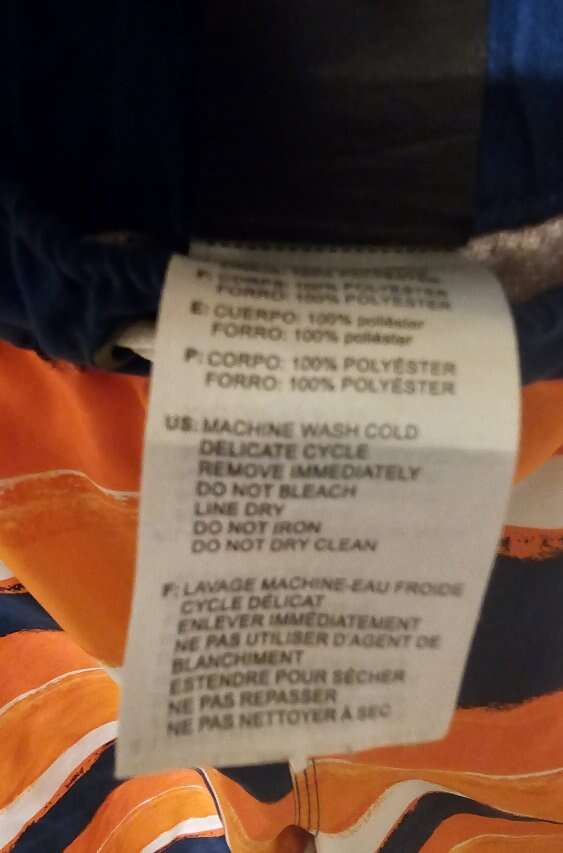 FORRO: 100% POLYESTER
E: CUERPO: 100% poliéster
FORRO: 100% poliéster
P: CORPO: 100% POLYÉSTER
FORRO: 100% POLYÉSTER
US: MACHINE WASH COLD
DELICATE CYCLE
REMOVE IMMEDIATELY
DO NOT BLEACH
LINE DRY
DO NOT IRON
DO NOT DRY CLEAN
F: LAVAGE MACHINE-EAU FROIDE
CYCLE DÉLICAT
ENLEVER IMMÉDIATEMENT
NE PAS UTILISER D'AGENT DE
BLANCHIMENT
ESTENDRE POUR SÉCHER
NE PAS REPASSER
NE PAS NETTOYER À SEC